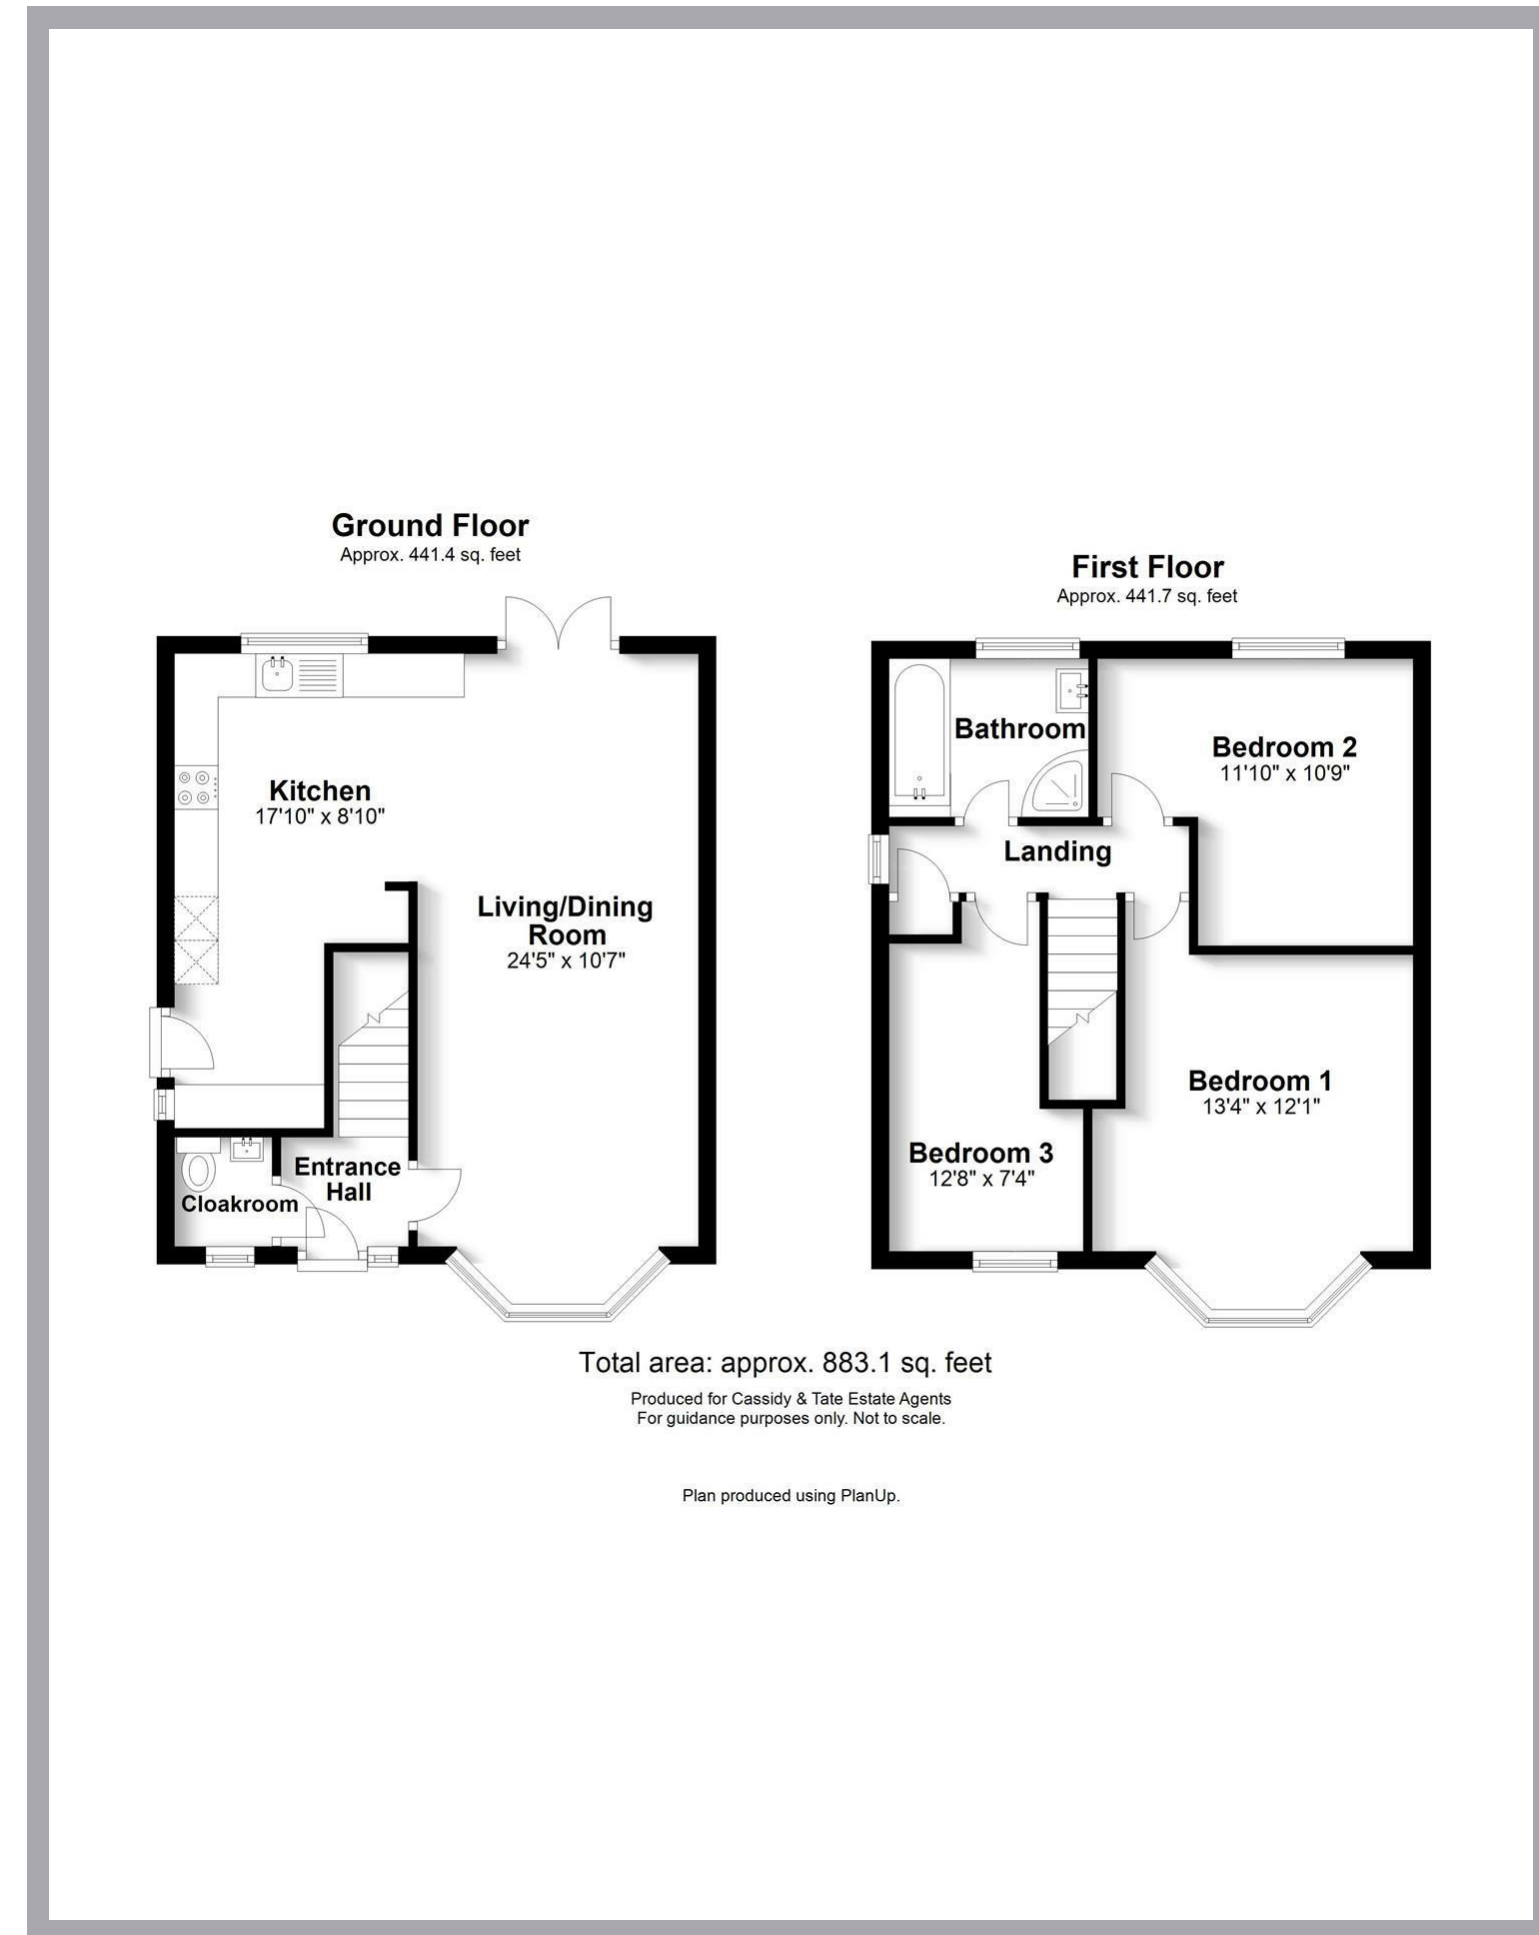 Ground Floor
Approx. 441.4 sq. feet
Kitchen
17'10" x 8'10"
Living/Dining
Room
24'5" x 10'7"
Entrance
Hall
Cloakroom
First Floor
Approx. 441.7 sq. feet
Bathroom
Bedroom 2
11'10" x 10'9"
Landing
Bedroom 1
13'4" x 12'1"
Bedroom 3
12'8" x 7'4"
Total area: approx. 883.1 sq. feet
Produced for Cassidy & Tate Estate Agents
For guidance purposes only. Not to scale.
Plan produced using PlanUp.